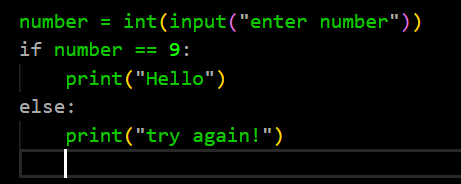 number = int(input("enter number"))
if number == 9:
    print("Hello")
else:
    print("try again!")